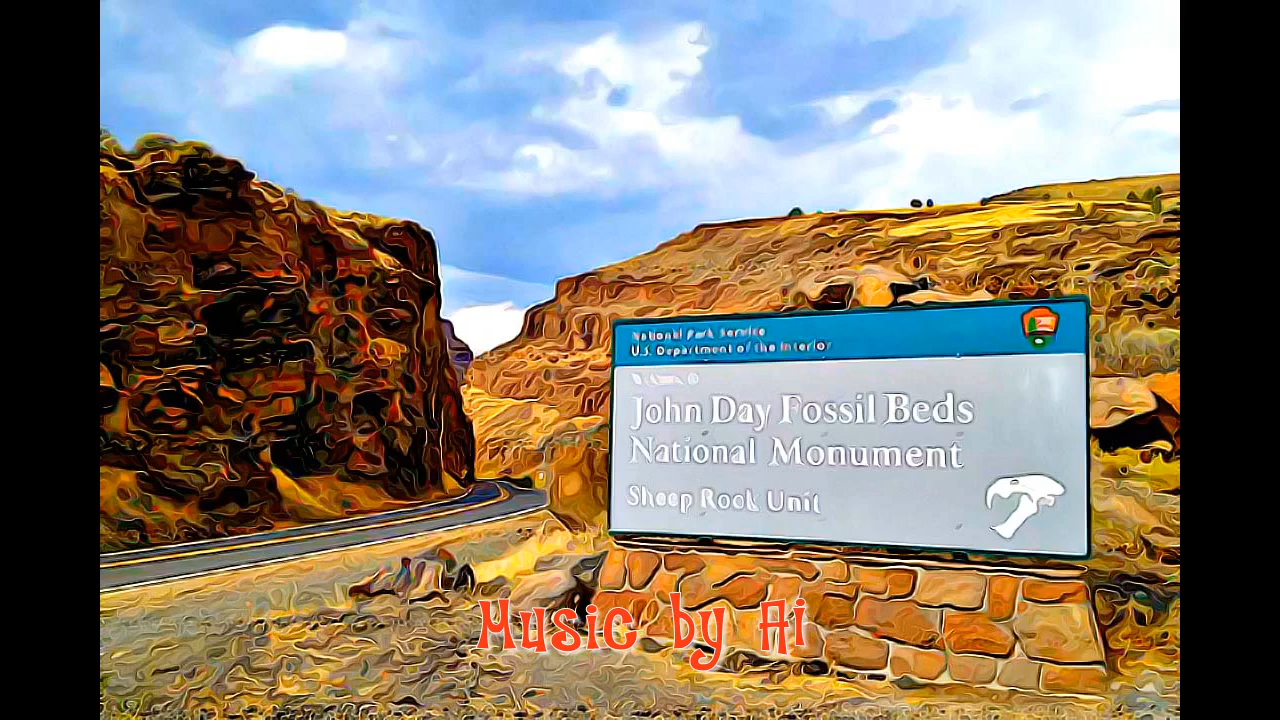 National Park Service
U.S. Department of the Interior
John Day Fossil Beds
National Monument
Sheep Rock Unit
Music by Ai